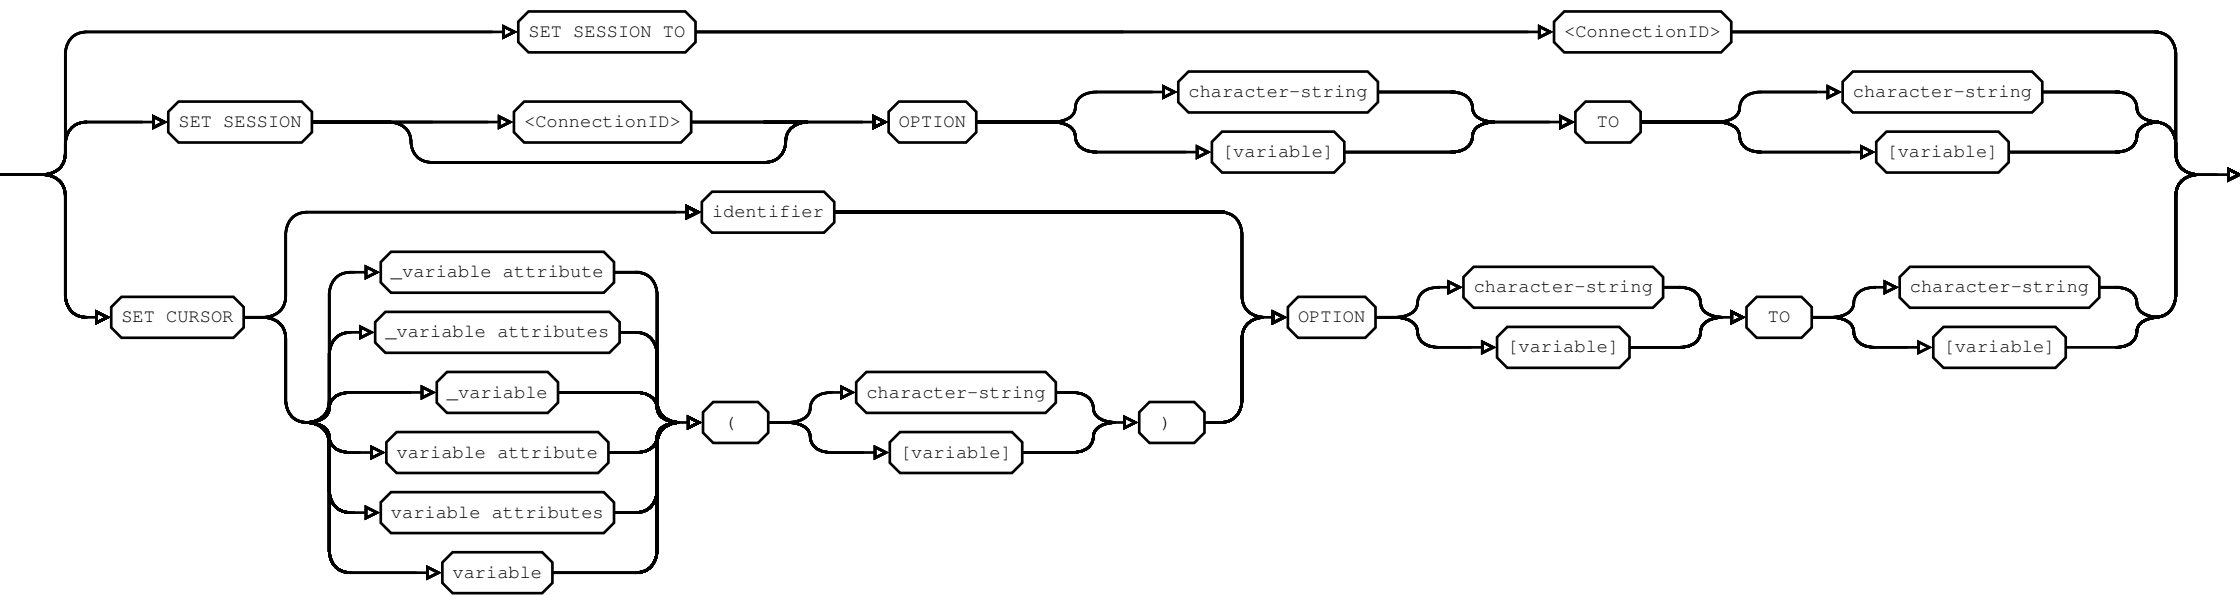 SET SESSION TO <ConnectionID>
character-string character-string
SET SESSION <ConnectionID> OPTION TO
[variable] [variable]
identifier
_variable attribute
character-string character-string
SET CURSOR OPTION TO
_variable attributes
[variable] [variable]
_variable character-string
( )
variable attribute [variable]
variable attributes
variable